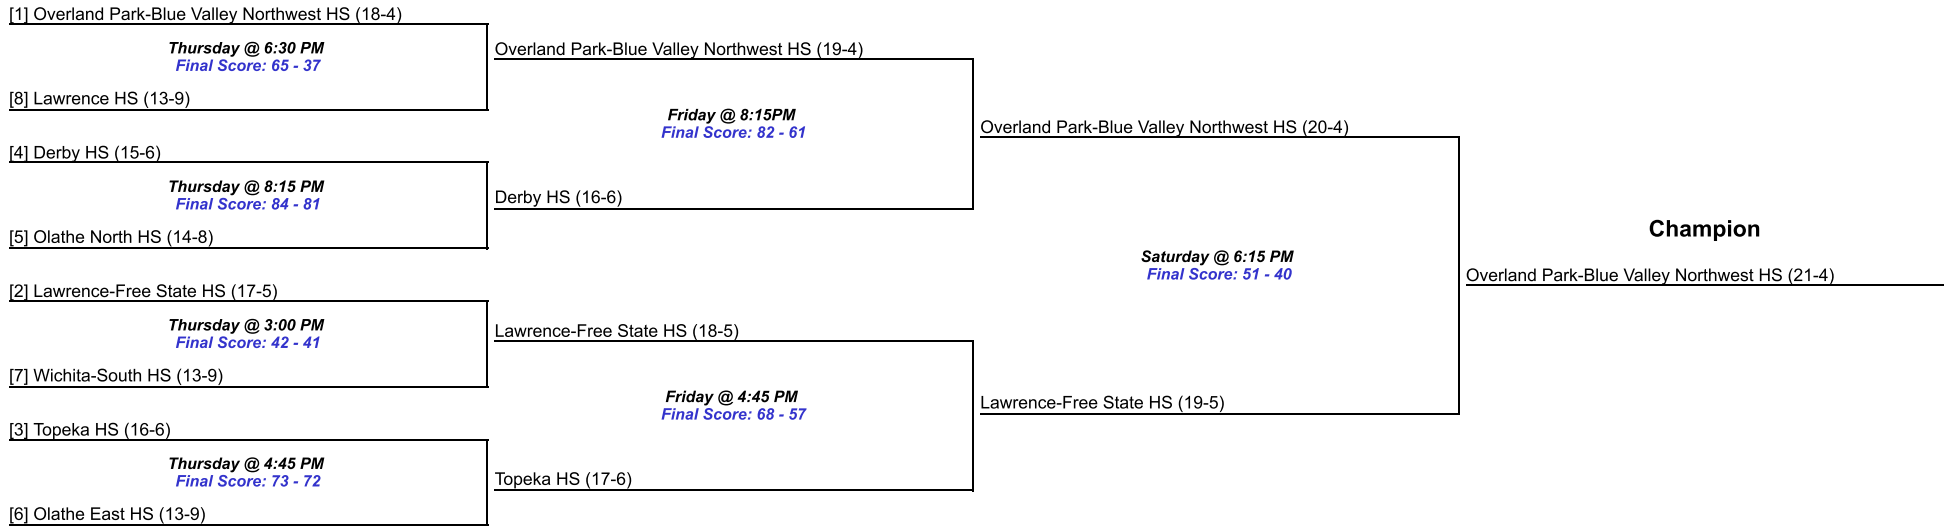 [1] Overland Park-Blue Valley Northwest HS (18-4)
Thursday @ 6:30 PM
Final Score: 65 - 37
[8] Lawrence HS (13-9)
[4] Derby HS (15-6)
Thursday @ 8:15 PM
Final Score: 84 - 81
[5] Olathe North HS (14-8)
[2] Lawrence-Free State HS (17-5)
Thursday @ 3:00 PM
Final Score: 42 - 41
[7] Wichita-South HS (13-9)
[3] Topeka HS (16-6)
Thursday @ 4:45 PM
Final Score: 73 - 72
[6] Olathe East HS (13-9)
Overland Park-Blue Valley Northwest HS (19-4)
Friday @ 8:15PM
Final Score: 82 - 61
Derby HS (16-6)
Lawrence-Free State HS (18-5)
Friday @ 4:45 PM
Final Score: 68 - 57
Topeka HS (17-6)
Overland Park-Blue Valley Northwest HS (20-4)
Saturday @ 6:15 PM
Final Score: 51 - 40
Lawrence-Free State HS (19-5)
Champion
Overland Park-Blue Valley Northwest HS (21-4)